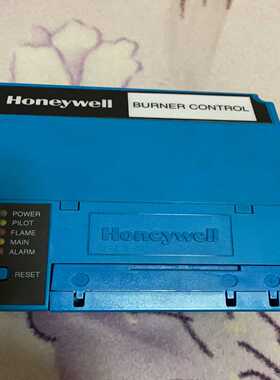 Honeywell
BURNER CONTROL
POWER
PILOT
FLAME
MAIN
ALARM
RESET
Honeywell